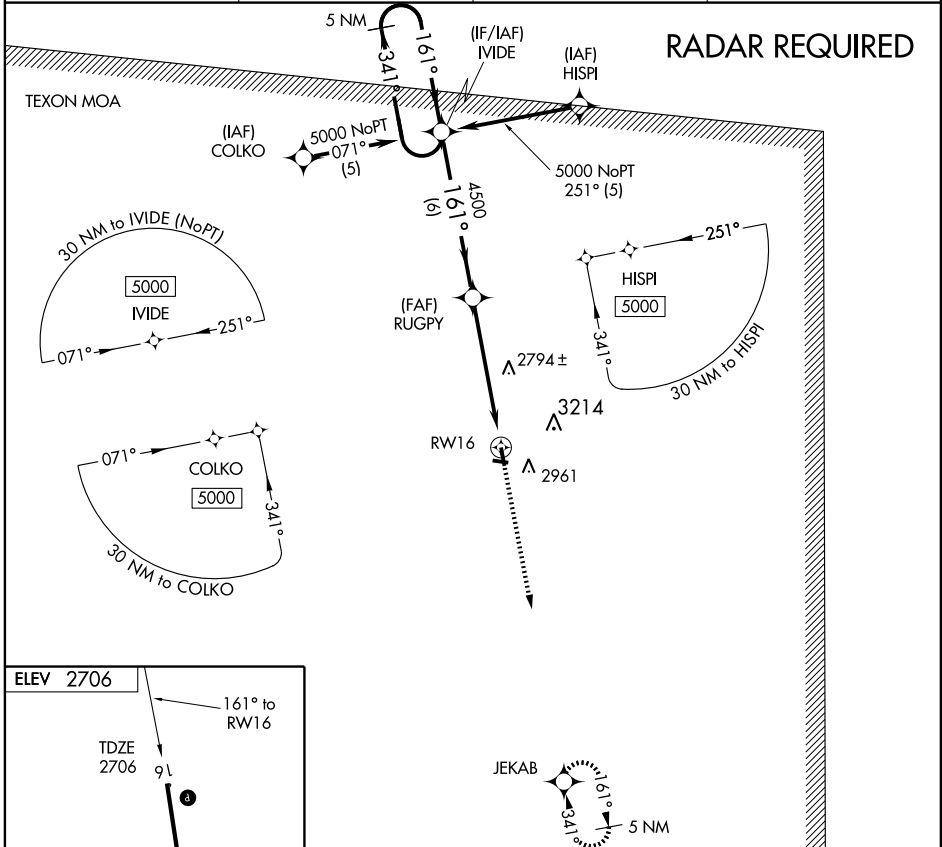 RADAR REQUIRED
5 NM
161°
341°
(IF/IAF)
IVIDE
(IAF)
HISPI
TEXON MOA
(IAF)
COLKO
5000 NoPT
071°
(5)
5000 NoPT
251° (5)
4500
161°
(6)
30 NM to IVIDE (NoPT)
5000
IVIDE
071°
251°
(FAF)
RUGPY
251°
HISPI
5000
341°
30 NM to HISPI
2794 ±
3214
RW16
2961
071°
COLKO
5000
341°
30 NM to COLKO
ELEV 2706
161° to
RW16
TDZE
2706
16
P
JEKAB
161°
341°
5 NM